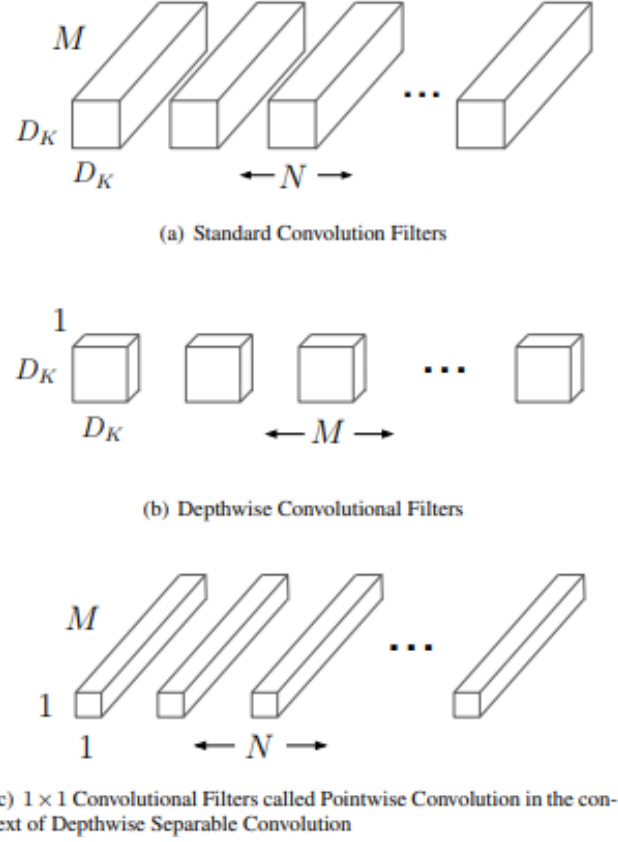 M
D_K
D_K
N
...
(a) Standard Convolution Filters
1
D_K
D_K
M
...
(b) Depthwise Convolutional Filters
M
1
1
N
...
c) 1 × 1 Convolutional Filters called Pointwise Convolution in the con-
ext of Depthwise Separable Convolution